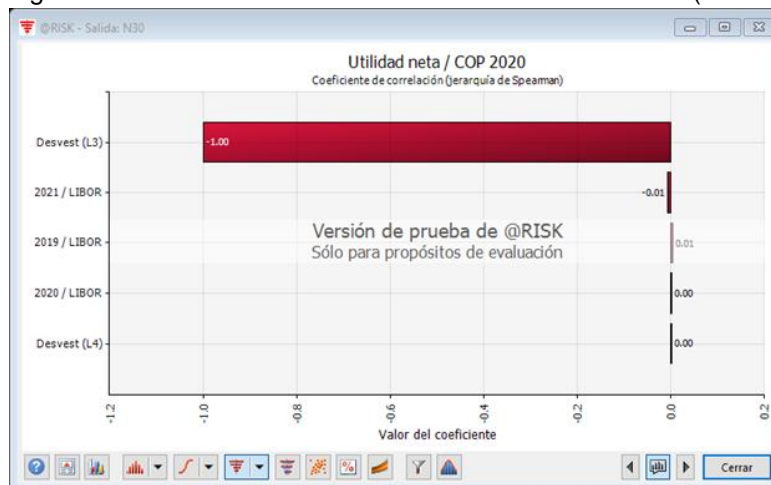 @RISK - Salida: N30
Utilidad neta / COP 2020
Coeficiente de correlación (jerarquía de Spearman)
Desvest (L3)
-1.00
2021 / LIBOR
-0.01
Versión de prueba de @RISK
2019 / LIBOR
0.01
Sólo para propósitos de evaluación
2020 / LIBOR
0.00
Desvest (L4)
0.00
-1.2
-1.0
-0.8
-0.6
-0.4
-0.2
0.0
0.2
Valor del coeficiente
Cerrar